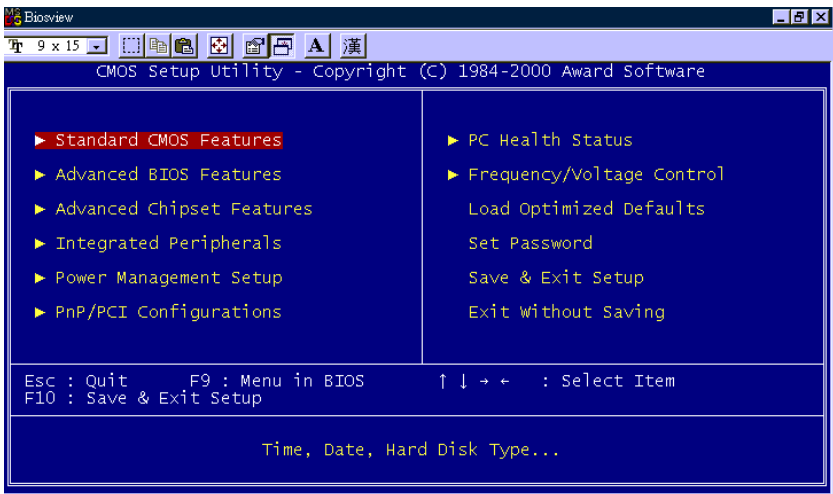 Biosview
Tr 9 x 15 A 漢
CMOS Setup Utility - Copyright (C) 1984-2000 Award Software
► Standard CMOS Features
► Advanced BIOS Features
► Advanced Chipset Features
► Integrated Peripherals
► Power Management Setup
► PnP/PCI Configurations
► PC Health Status
► Frequency/Voltage Control
Load Optimized Defaults
Set Password
Save & Exit Setup
Exit Without Saving
Esc : Quit F9 : Menu in BIOS ↑ ↓ → ← : Select Item
F10 : Save & Exit Setup
Time, Date, Hard Disk Type...